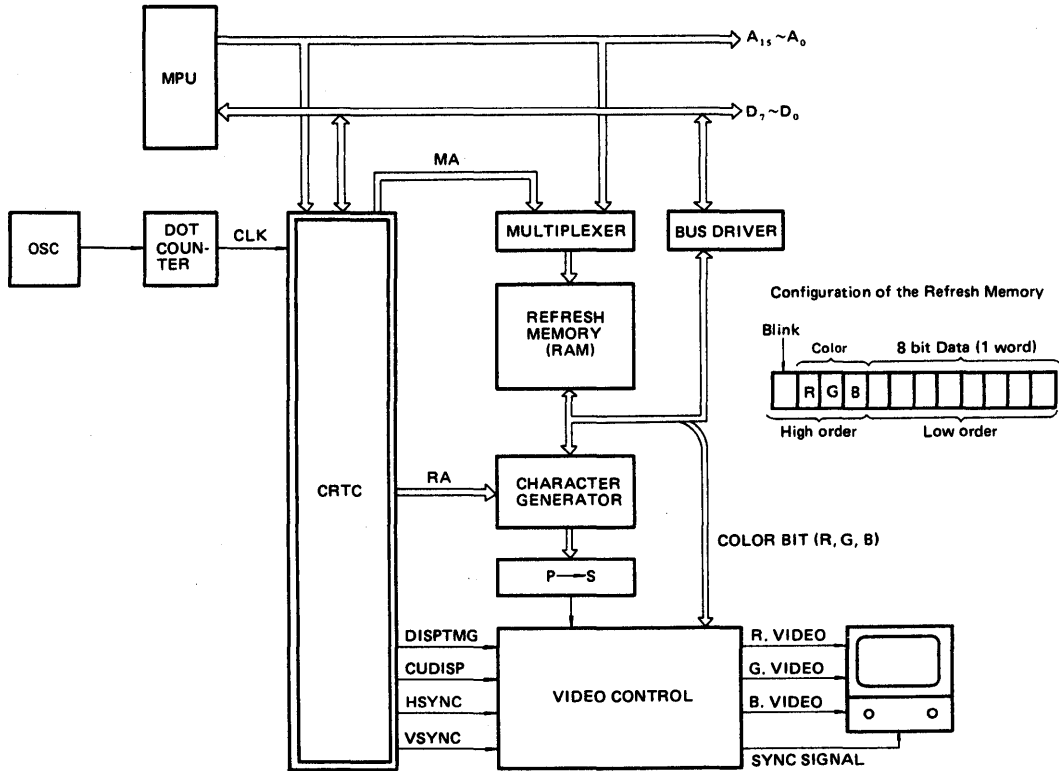 MPU
A₁₅~A₀
D₇~D₀
MA
OSC
DOT
COUN-
TER
CLK
MULTIPLEXER
BUS DRIVER
REFRESH
MEMORY
(RAM)
Configuration of the Refresh Memory
Blink
Color
8 bit Data (1 word)
R G B
High order
Low order
CRTC
RA
CHARACTER
GENERATOR
COLOR BIT (R, G, B)
P → S
DISPTMG
CUDISP
HSYNC
VSYNC
VIDEO CONTROL
R. VIDEO
G. VIDEO
B. VIDEO
SYNC SIGNAL